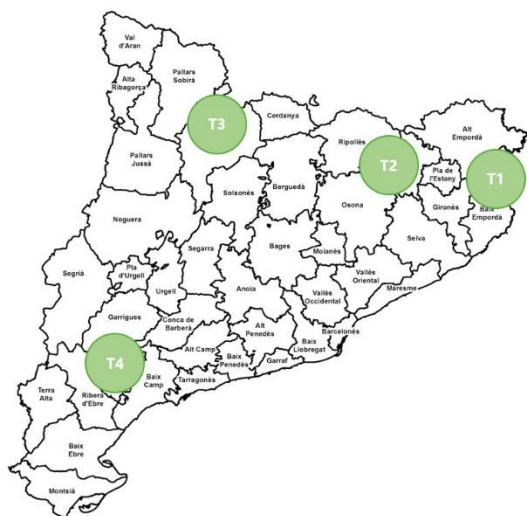 Val
d'Aran
Alta
Ribagorça
Pallars
Sobirà
T3
Cerdanya
Ripollès
T2
Alt
Empordà
Pla de
l'Estany
T1
Pallars
Jussà
Solsonès
Berguedà
Osona
Gironès
Baix
Empordà
Noguera
Selva
Segarra
Bages
Moianès
Segrià
Pla
d'Urgell
Urgell
Anoia
Vallès
Oriental
Maresme
Vallès
Occidental
Garrigues
Conca de
Barberà
Alt
Penedès
Barcelonès
Alt Camp
Baix
Llobregat
T4
Baix
Camp
Baix
Penedès
Garraf
Tarragonès
Terra
Alta
Ribera
d'Ebre
Baix
Ebre
Montsià